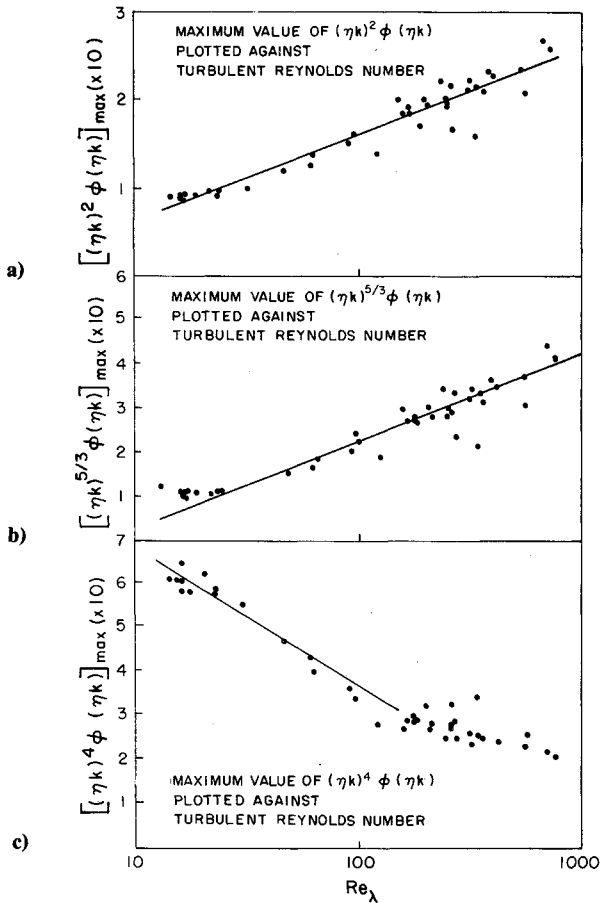 3
MAXIMUM VALUE OF (ηk)² φ (ηk)
PLOTTED AGAINST
TURBULENT REYNOLDS NUMBER
[(ηk)² φ (ηk)]max (x 10)
2
1
a)
6
MAXIMUM VALUE OF (ηk)5/3 φ (ηk)
PLOTTED AGAINST
TURBULENT REYNOLDS NUMBER
[(ηk)5/3 φ (ηk)]max (x 10)
5
4
3
2
1
b)
7
[(ηk)4 φ (ηk)]max (x 10)
6
5
4
3
2
1
MAXIMUM VALUE OF (ηk)4 φ (ηk)
PLOTTED AGAINST
TURBULENT REYNOLDS NUMBER
c)
10
100
1000
Reλ